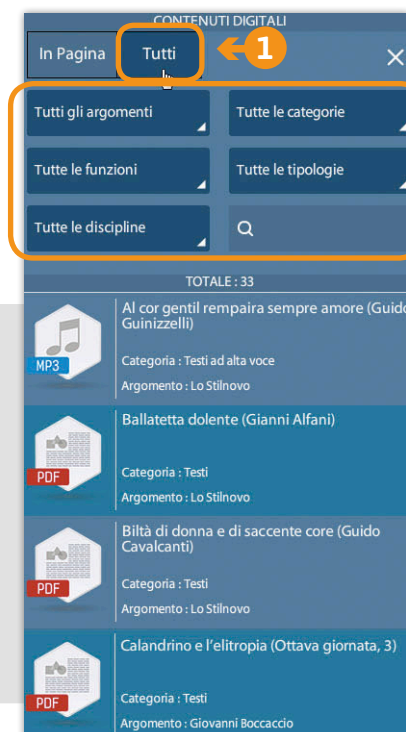 CONTENUTI DIGITALI
In Pagina Tutti 1
Tutti gli argomenti Tutte le categorie
Tutte le funzioni Tutte le tipologie
Tutte le discipline
TOTALE : 33
Al cor gentil rempaira sempre amore (Guido
Guinizzelli)
MP3
Categoria : Testi ad alta voce
Argomento : Lo Stilnovo
Ballatetta dolente (Gianni Alfani)
PDF
Categoria : Testi
Argomento : Lo Stilnovo
Biltà di donna e di saccente core (Guido
Cavalcanti)
PDF
Categoria : Testi
Argomento : Lo Stilnovo
Calandrino e l'elitropia (Ottava giornata, 3)
PDF
Categoria : Testi
Argomento : Giovanni Boccaccio